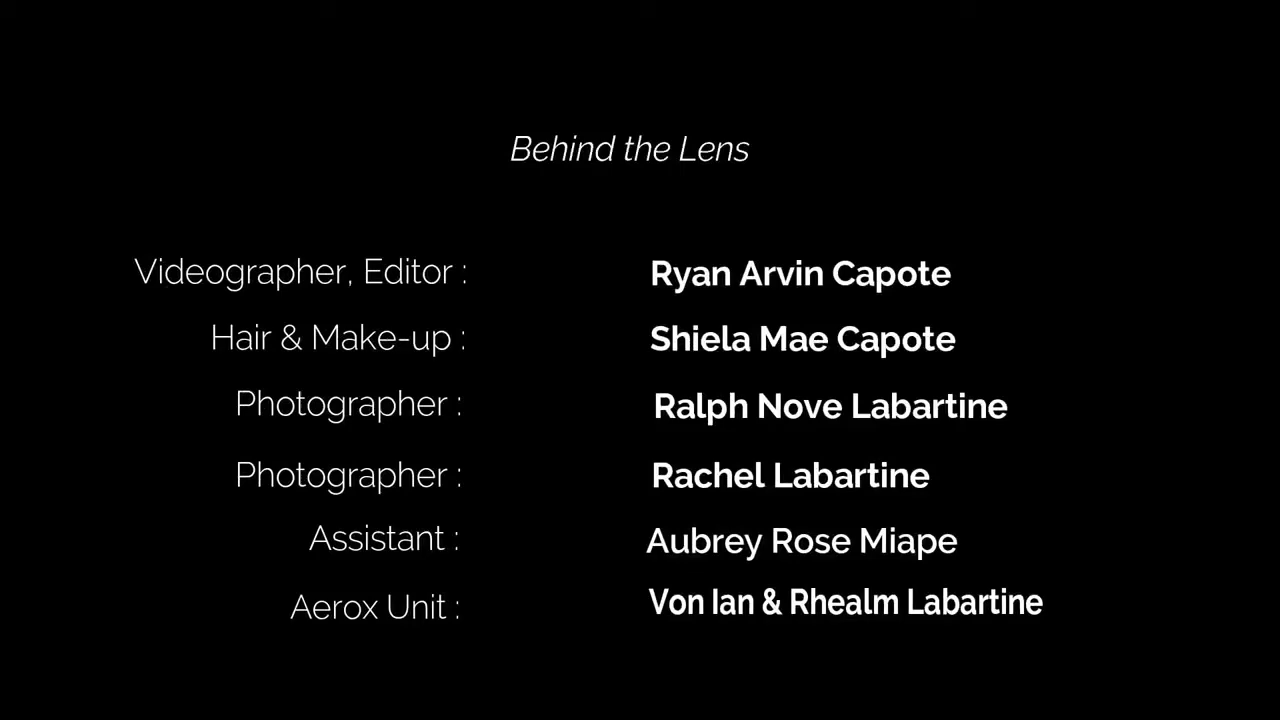 Behind the Lens
Videographer, Editor : Ryan Arvin Capote
Hair & Make-up : Shiela Mae Capote
Photographer : Ralph Nove Labartine
Photographer : Rachel Labartine
Assistant : Aubrey Rose Miape
Aerox Unit : Von Ian & Rhealm Labartine